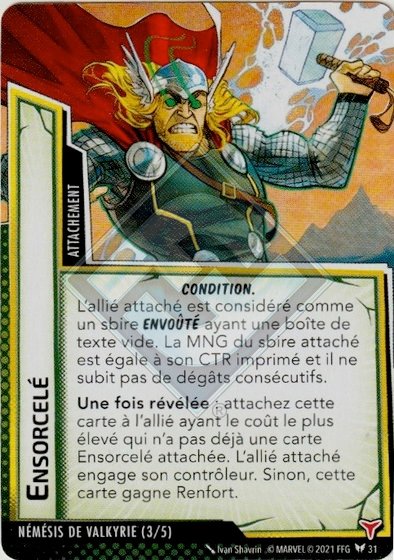 ATTACHEMENT
ENSORCELÉ
CONDITION.
L'allié attaché est considéré comme
un sbire ENVOÛTÉ ayant une boîte de
texte vide. La MNG du sbire attaché
est égale à son CTR imprimé et il ne
subit pas de dégâts consécutifs.
Une fois révélée : attachez cette
carte à l'allié ayant le coût le plus
élevé qui n'a pas déjà une carte
Ensorcelé attachée. L'allié attaché
engage son contrôleur. Sinon, cette
carte gagne Renfort.
NÉMÉSIS DE VALKYRIE (3/5)
Ivan Shavrin © MARVEL © 2021 FFG 31